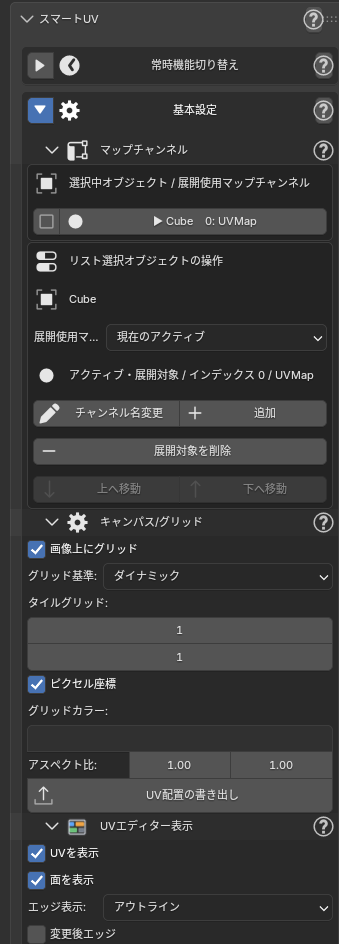 スマートUV
常時機能切り替え
基本設定
マップチャンネル
選択中オブジェクト / 展開使用マップチャンネル
▶ Cube 0: UVMap
リスト選択オブジェクトの操作
Cube
展開使用マ... 現在のアクティブ
アクティブ・展開対象 / インデックス 0 / UVMap
チャンネル名変更 追加
展開対象を削除
上へ移動 下へ移動
キャンバス/グリッド
画像上にグリッド
グリッド基準: ダイナミック
タイルグリッド:
1
1
ピクセル座標
グリッドカラー:
アスペクト比: 1.00 1.00
UV配置の書き出し
UVエディター表示
UVを表示
面を表示
エッジ表示: アウトライン
変更後エッジ